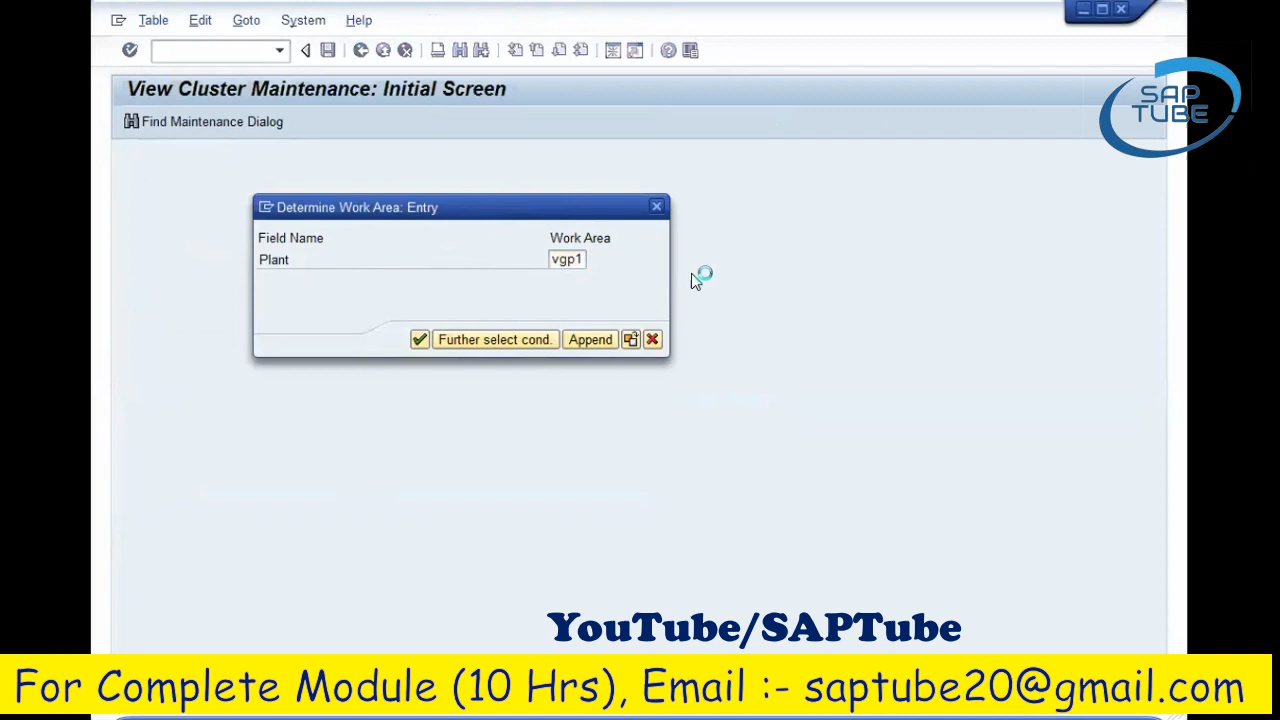 Table Edit Goto System Help
View Cluster Maintenance: Initial Screen
SAP
TUBE
Find Maintenance Dialog
Determine Work Area: Entry
Field Name Work Area
Plant vgp1
Further select cond. Append
YouTube/SAPTube
For Complete Module (10 Hrs), Email :- saptube20@gmail.com